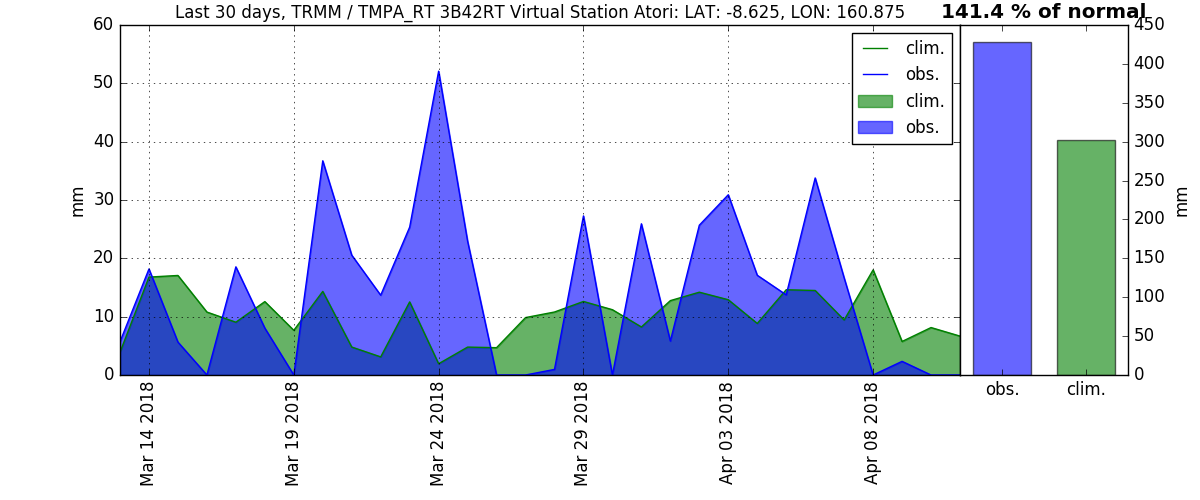 Last 30 days, TRMM / TMPA_RT 3B42RT Virtual Station Atori: LAT: -8.625, LON: 160.875
141.4 % of normal
60
50
40
30
20
10
0
mm
clim.
obs.
clim.
obs.
Mar 14 2018
Mar 19 2018
Mar 24 2018
Mar 29 2018
Apr 03 2018
Apr 08 2018
450
400
350
300
250
200
150
100
50
0
mm
obs.
clim.